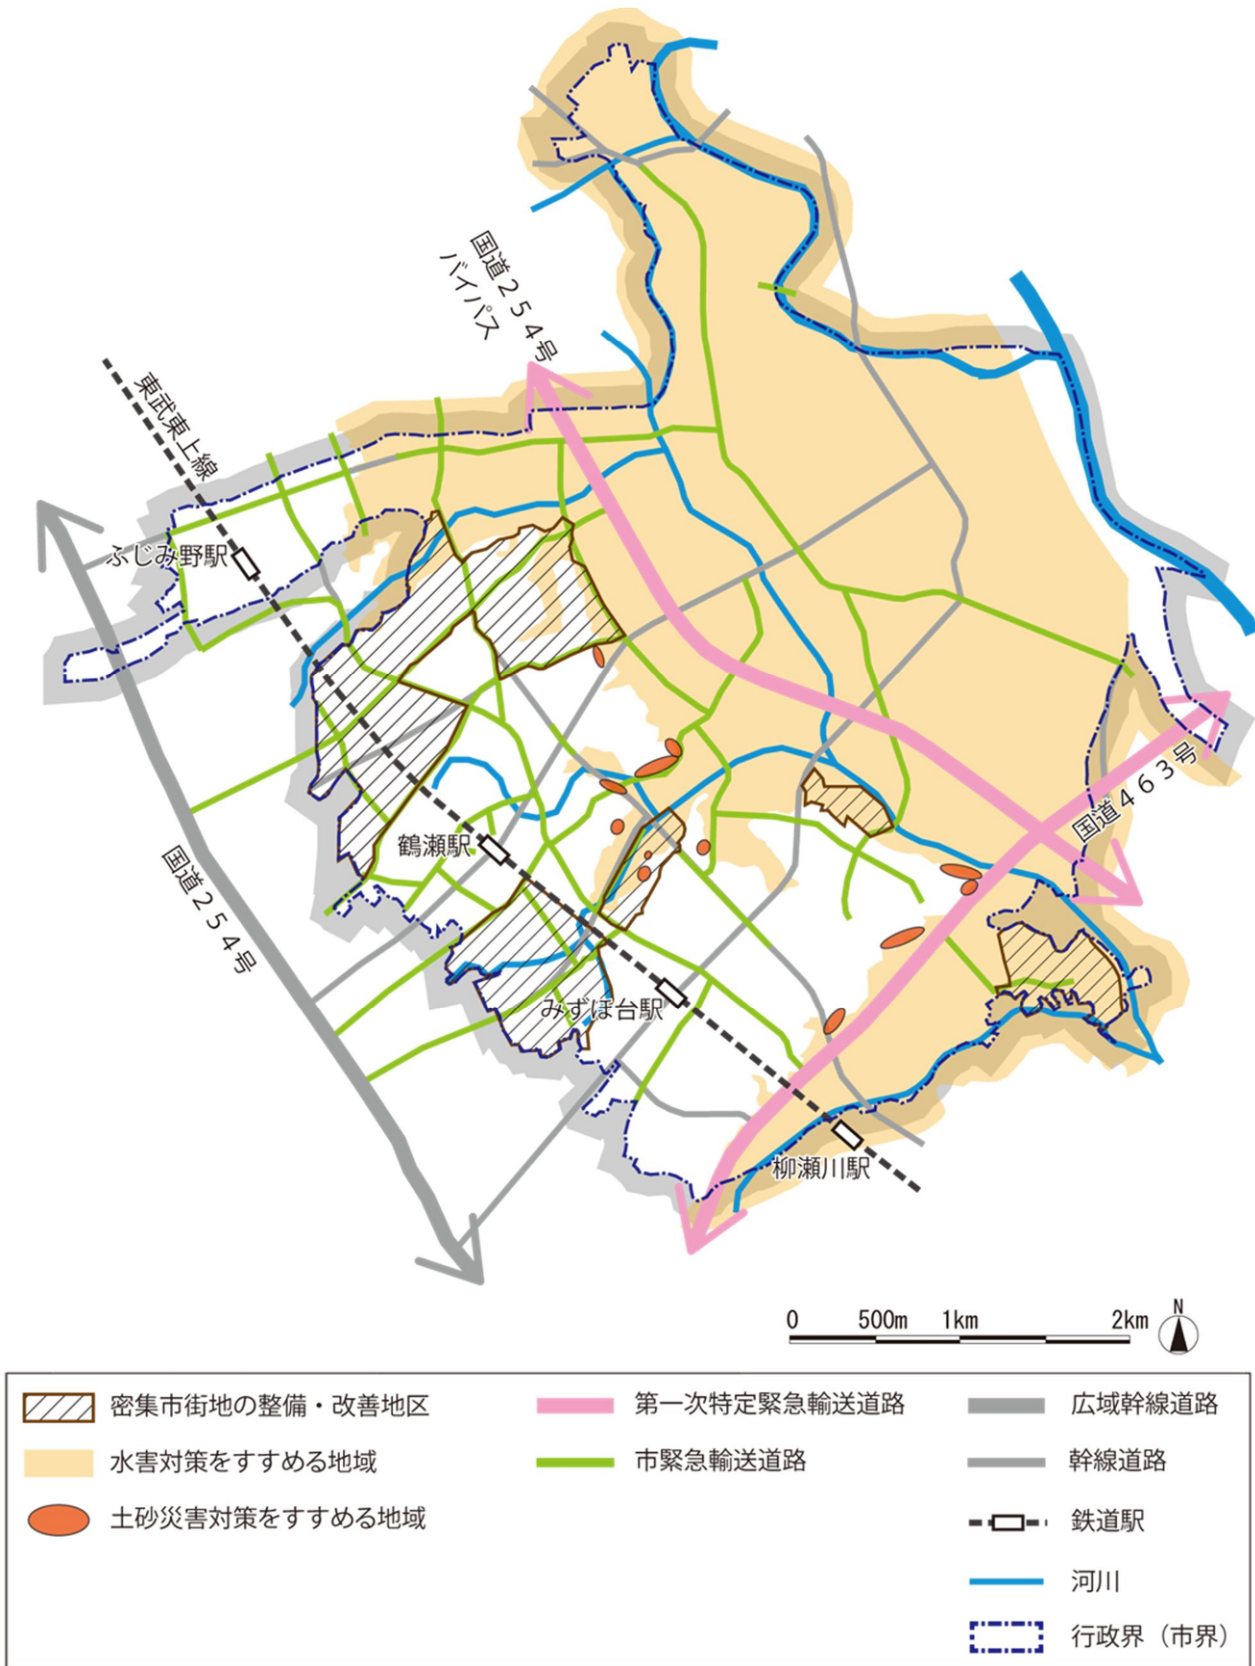 国道２５４号
バイパス
東武東上線
ふじみ野駅
国道４６３号
鶴瀬駅
国道２５４号
みずほ台駅
柳瀬川駅
0 500m 1km 2km
N
密集市街地の整備・改善地区
第一次特定緊急輸送道路
広域幹線道路
水害対策をすすめる地域
市緊急輸送道路
幹線道路
土砂災害対策をすすめる地域
鉄道駅
河川
行政界（市界）